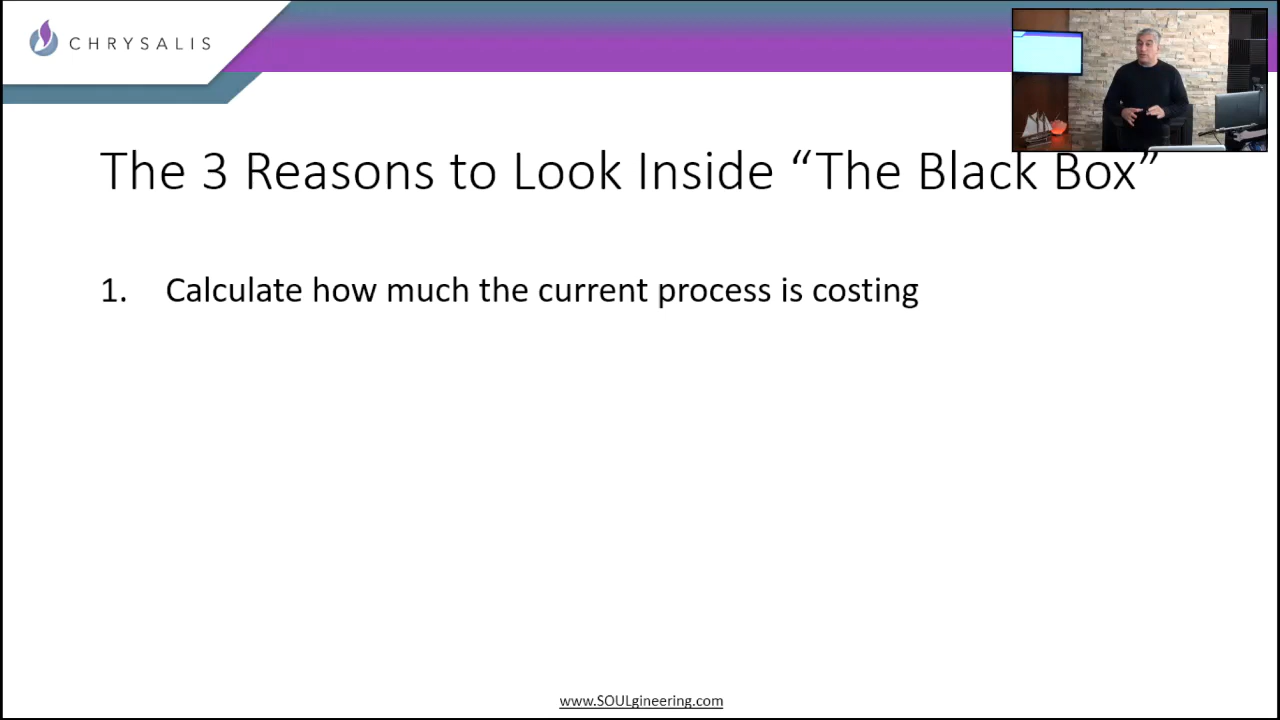 CHRYSALIS
The 3 Reasons to Look Inside “The Black Box”
1. Calculate how much the current process is costing
www.SOULgineering.com